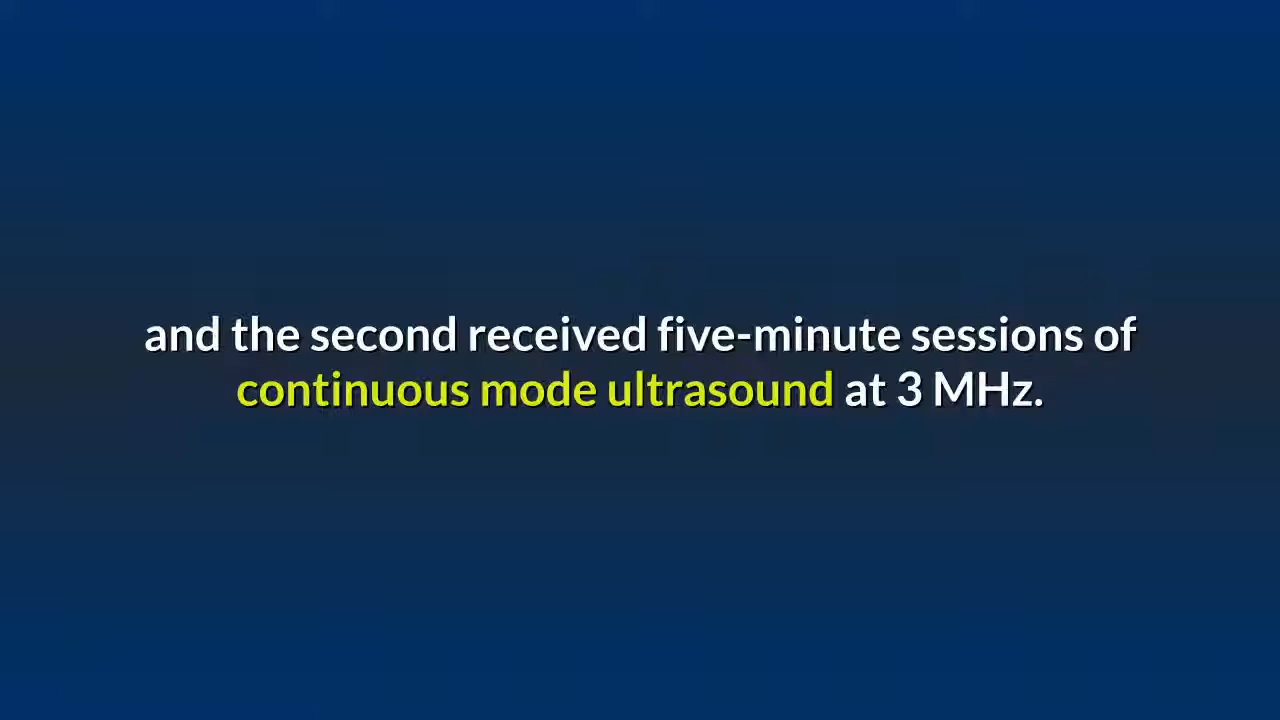 and the second received five-minute sessions of
continuous mode ultrasound at 3 MHz.